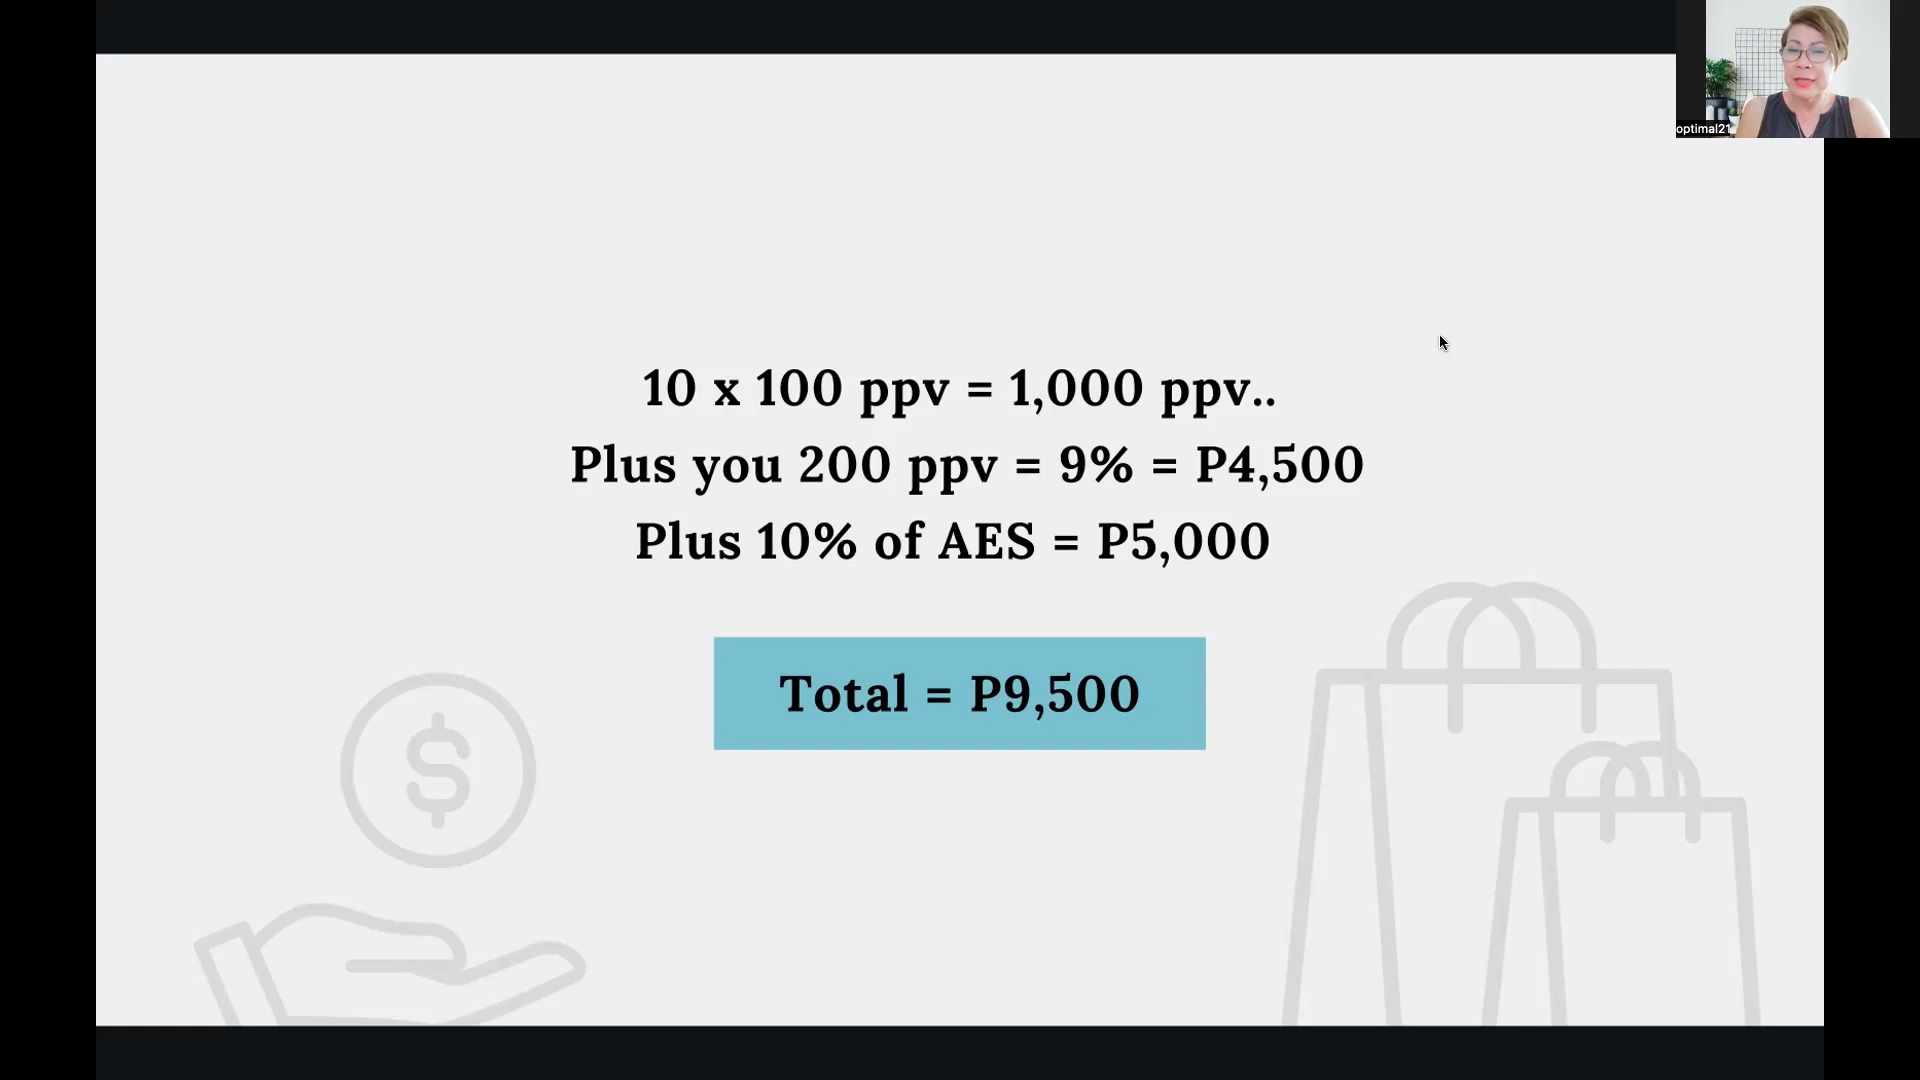 optimal21
10 x 100 ppv = 1,000 ppv..
Plus you 200 ppv = 9% = P4,500
Plus 10% of AES = P5,000
Total = P9,500
$